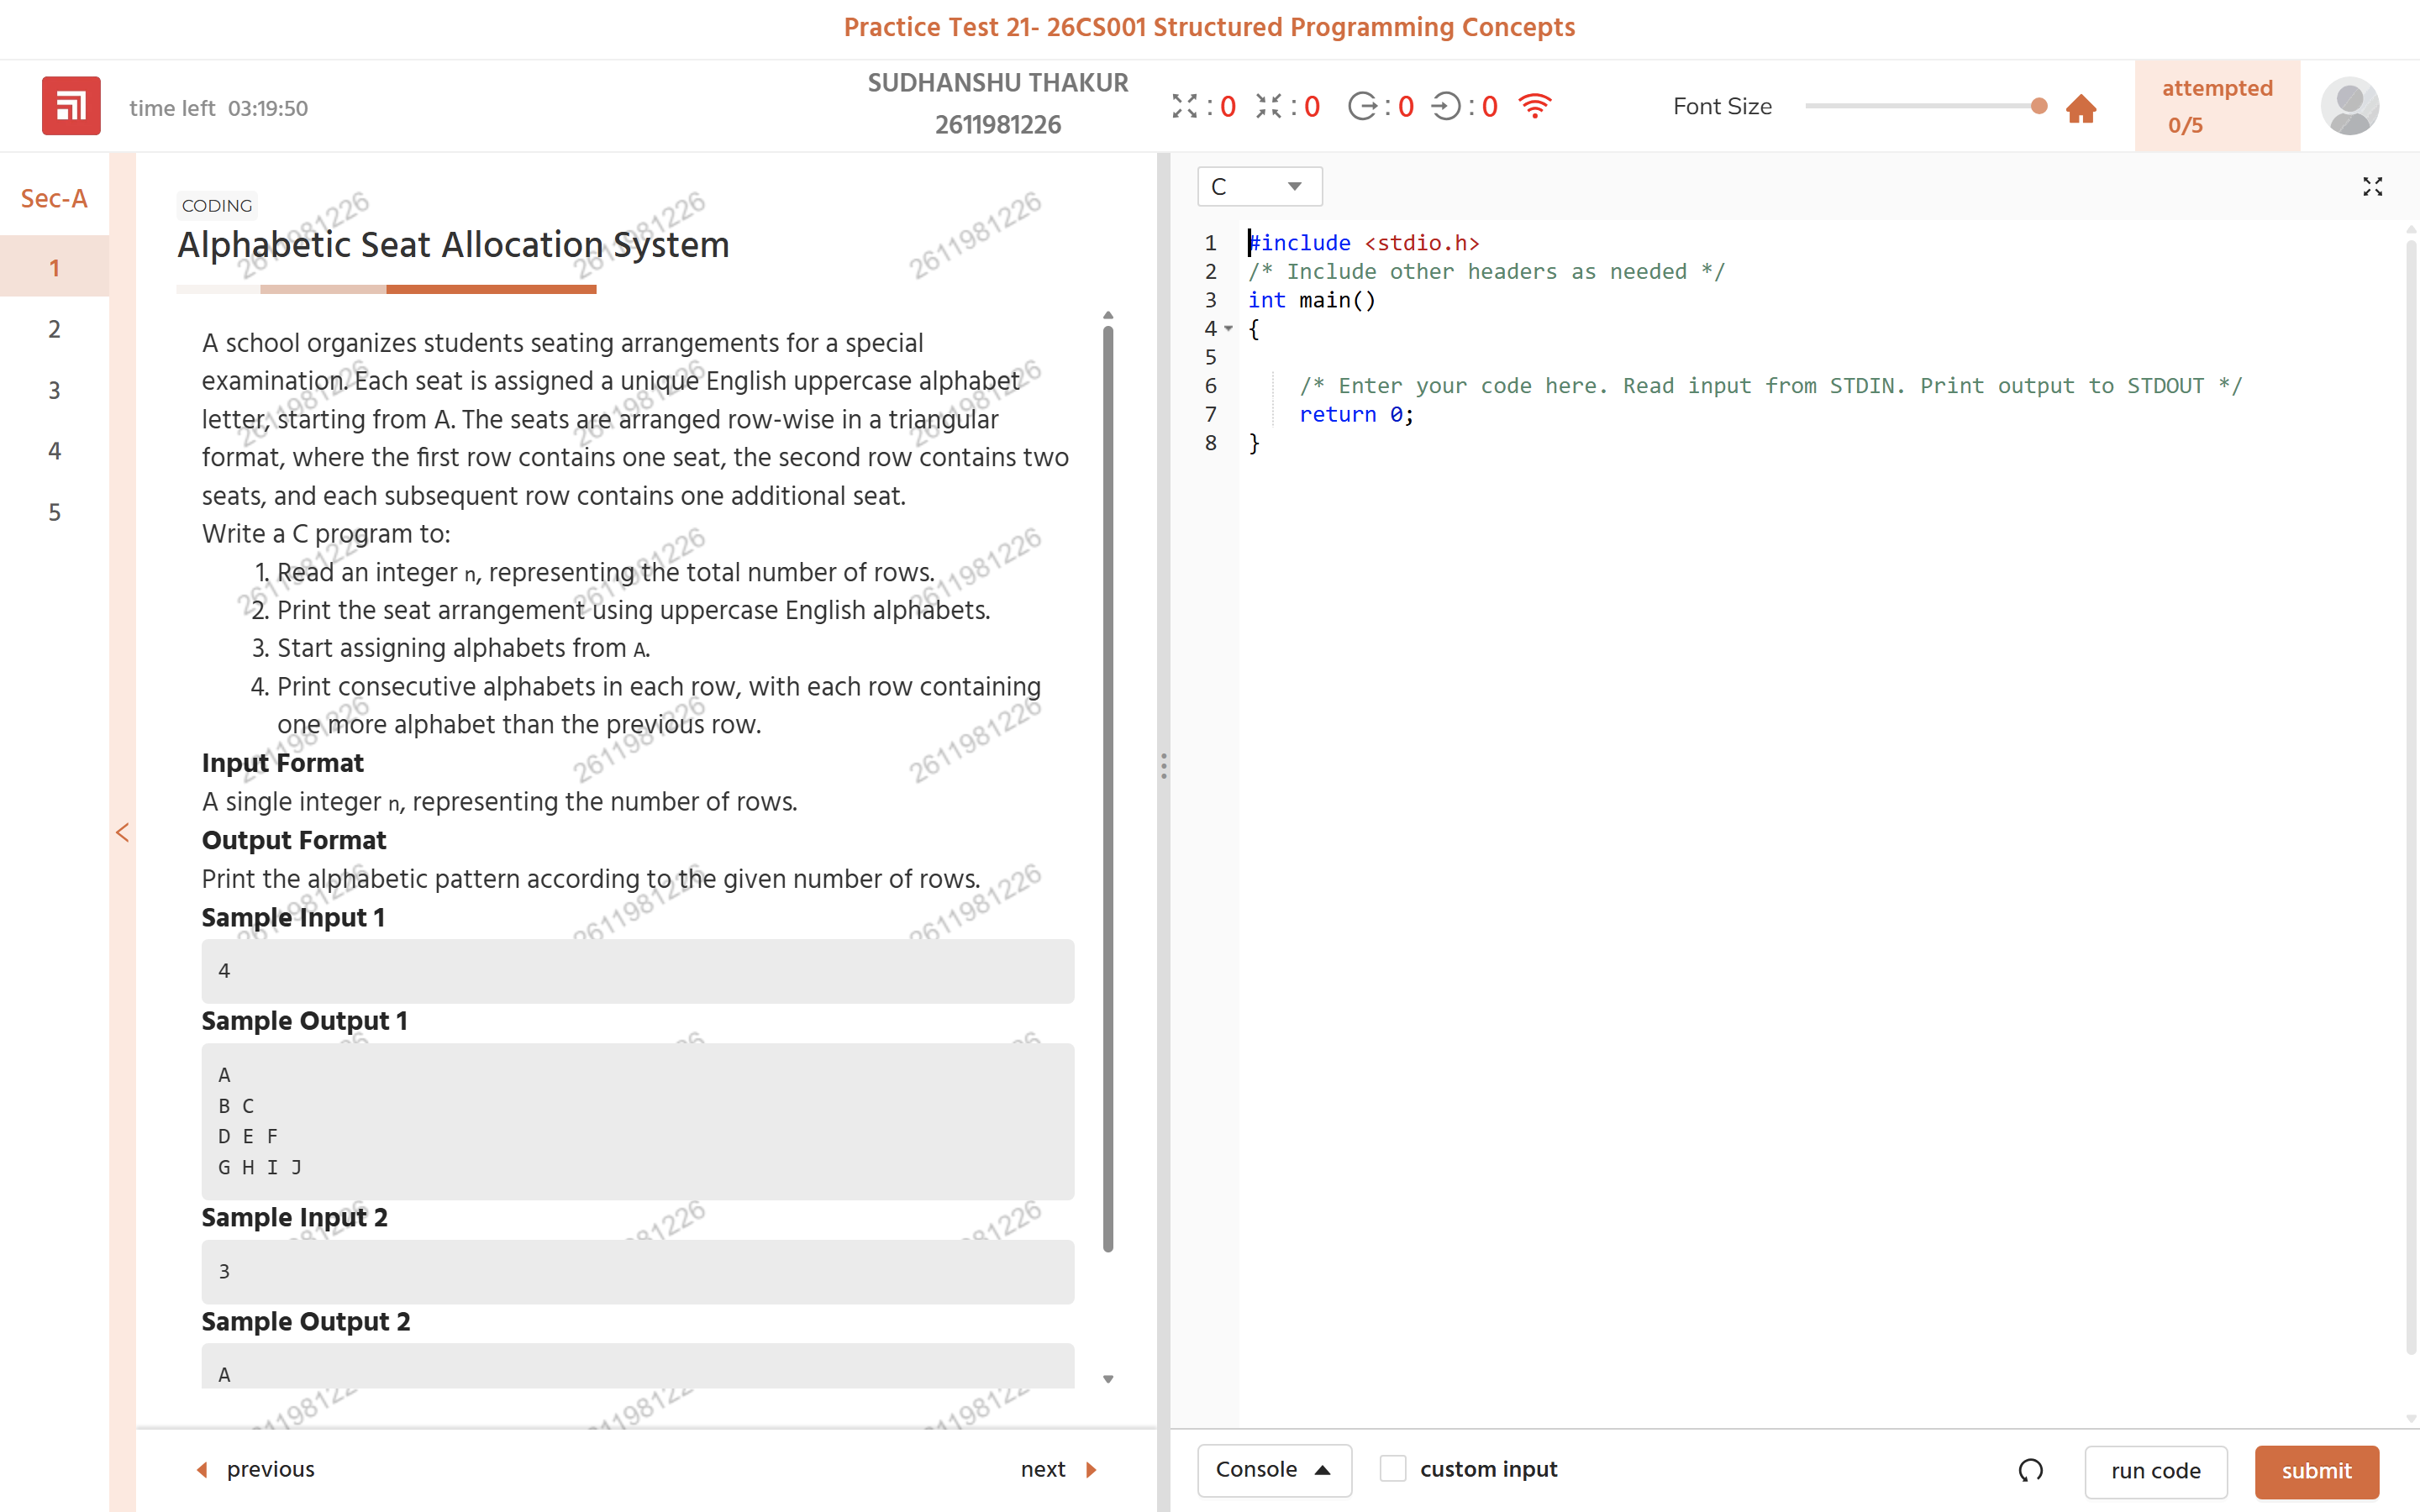 Practice Test 21- 26CS001 Structured Programming Concepts
time left 03:19:50
SUDHANSHU THAKUR
2611981226
: 0 : 0 : 0 : 0
Font Size
attempted
0/5
Sec-A
1
2
3
4
5
CODING
Alphabetic Seat Allocation System
A school organizes students seating arrangements for a special
examination. Each seat is assigned a unique English uppercase alphabet
letter, starting from A. The seats are arranged row-wise in a triangular
format, where the first row contains one seat, the second row contains two
seats, and each subsequent row contains one additional seat.
Write a C program to:
1. Read an integer n, representing the total number of rows.
2. Print the seat arrangement using uppercase English alphabets.
3. Start assigning alphabets from A.
4. Print consecutive alphabets in each row, with each row containing
one more alphabet than the previous row.
Input Format
A single integer n, representing the number of rows.
Output Format
Print the alphabetic pattern according to the given number of rows.
Sample Input 1
4
Sample Output 1
A
B C
D E F
G H I J
Sample Input 2
3
Sample Output 2
A
previous
next
C
1 #include <stdio.h>
2 /* Include other headers as needed */
3 int main()
4 {
5
6 /* Enter your code here. Read input from STDIN. Print output to STDOUT */
7 return 0;
8 }
Console
custom input
run code
submit